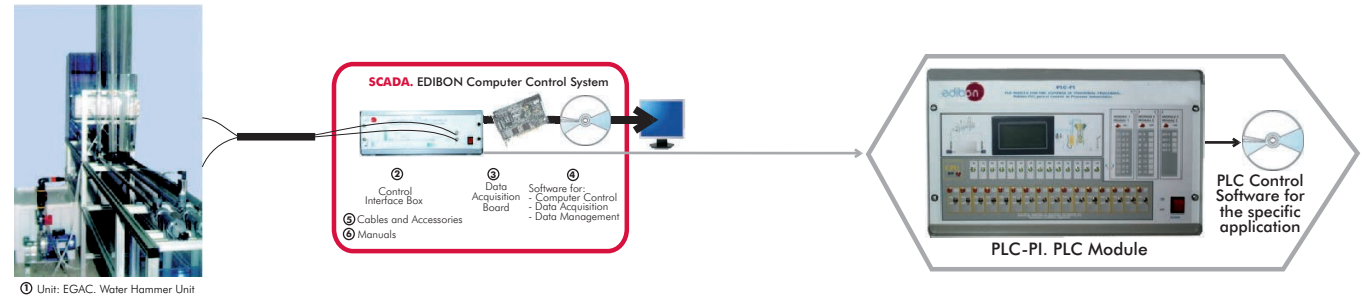 SCADA. EDIBON Computer Control System
②
Control
Interface Box
③
Data
Acquisition
Board
④
Software for:
- Computer Control
- Data Acquisition
- Data Management
⑤ Cables and Accessories
⑥ Manuals
① Unit: EGAC. Water Hammer Unit
edibon
PLC-PI
PLC-PI. PLC Module
PLC Control
Software for
the specific
application